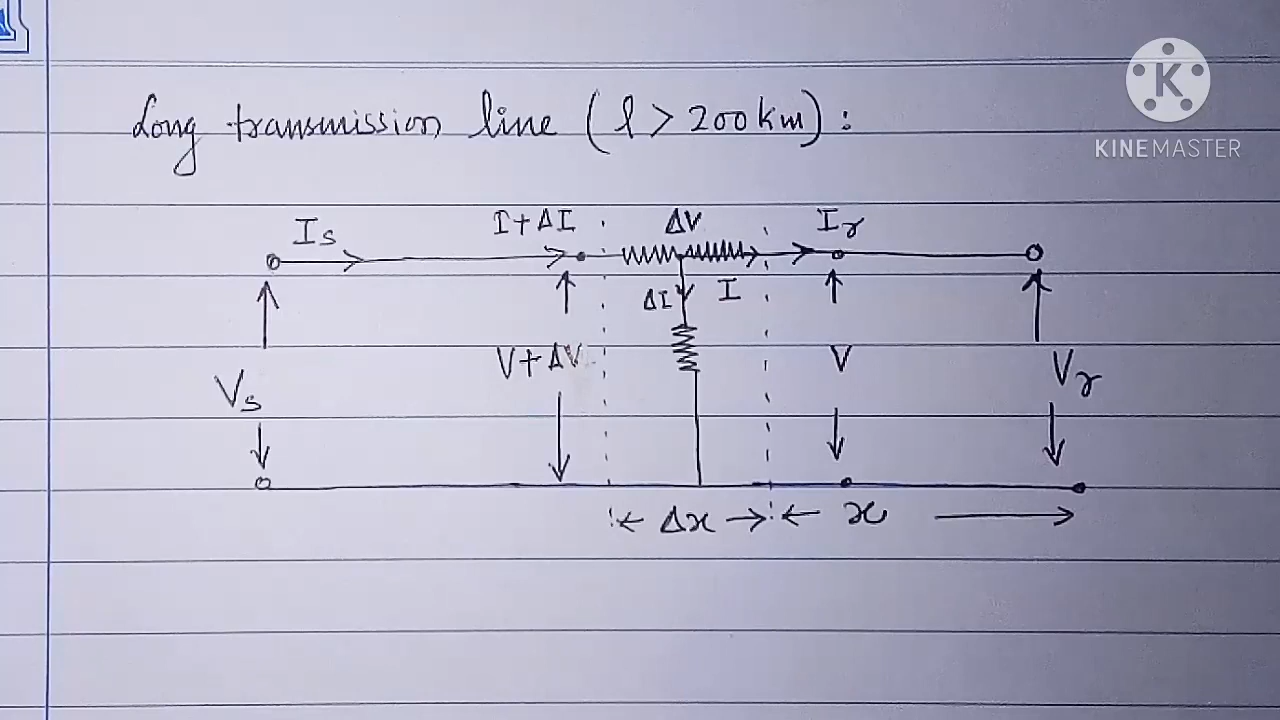 Long transmission line (l > 200km) :
K
KINEMASTER
Is
I+ΔI
ΔV
Ir
ΔI
I
V+ΔV
V
Vs
Vr
Δx
x